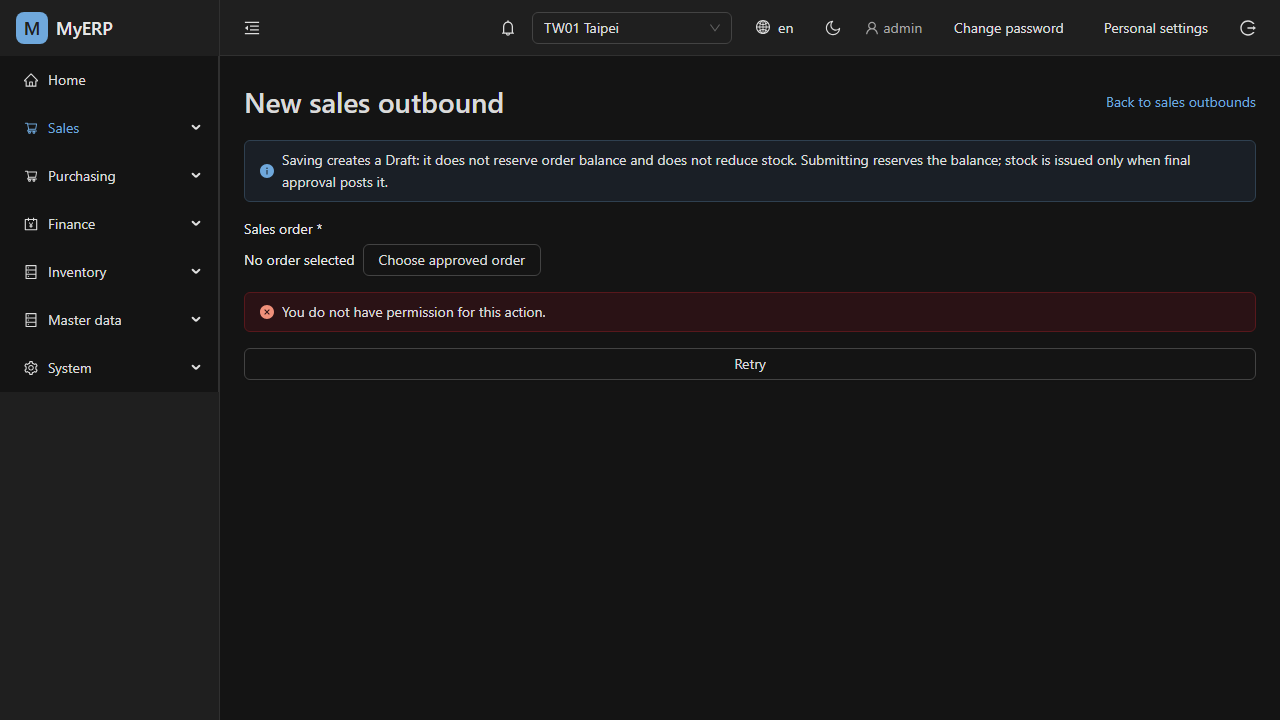 M MyERP
TW01 Taipei
en
admin
Change password
Personal settings
Home
Sales
Purchasing
Finance
Inventory
Master data
System
New sales outbound
Back to sales outbounds
Saving creates a Draft: it does not reserve order balance and does not reduce stock. Submitting reserves the balance; stock is issued only when final
approval posts it.
Sales order *
No order selected
Choose approved order
You do not have permission for this action.
Retry